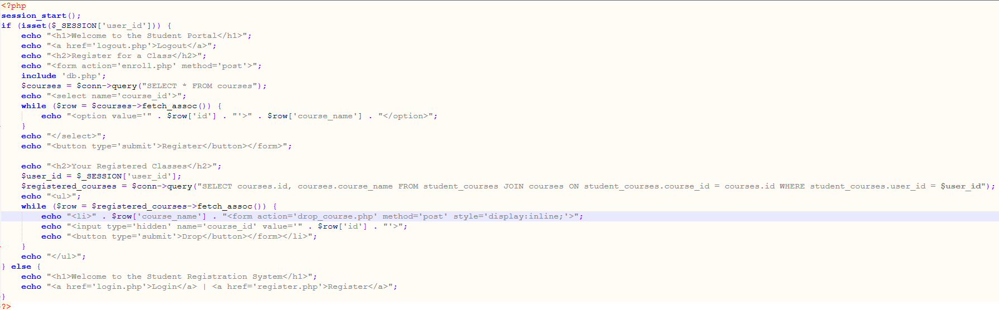 <?php
session_start();
if (isset($_SESSION['user_id'])) {
    echo "<h1>Welcome to the Student Portal</h1>";
    echo "<a href='logout.php'>Logout</a>";
    echo "<h2>Register for a Class</h2>";
    echo "<form action='enroll.php' method='post'>";
    include 'db.php';
    $courses = $conn->query("SELECT * FROM courses");
    echo "<select name='course_id'>";
    while ($row = $courses->fetch_assoc()) {
        echo "<option value='" . $row['id'] . "'>" . $row['course_name'] . "</option>";
    }
    echo "</select>";
    echo "<button type='submit'>Register</button></form>";

    echo "<h2>Your Registered Classes</h2>";
    $user_id = $_SESSION['user_id'];
    $registered_courses = $conn->query("SELECT courses.id, courses.course_name FROM student_courses JOIN courses ON student_courses.course_id = courses.id WHERE student_courses.user_id = $user_id");
    echo "<ul>";
    while ($row = $registered_courses->fetch_assoc()) {
        echo "<li>" . $row['course_name'] . "<form action='drop_course.php' method='post' style='display:inline;'>";
        echo "<input type='hidden' name='course_id' value='" . $row['id'] . "'>";
        echo "<button type='submit'>Drop</button></form></li>";
    }
    echo "</ul>";
} else {
    echo "<h1>Welcome to the Student Registration System</h1>";
    echo "<a href='login.php'>Login</a> | <a href='register.php'>Register</a>";
}
?>